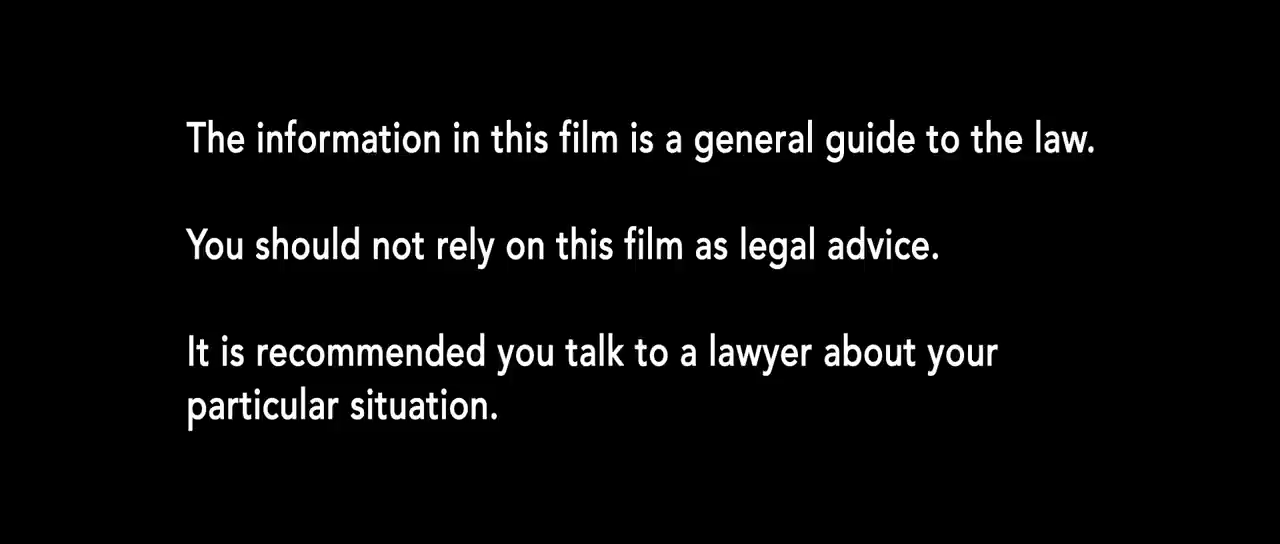 The information in this film is a general guide to the law.
You should not rely on this film as legal advice.
It is recommended you talk to a lawyer about your
particular situation.